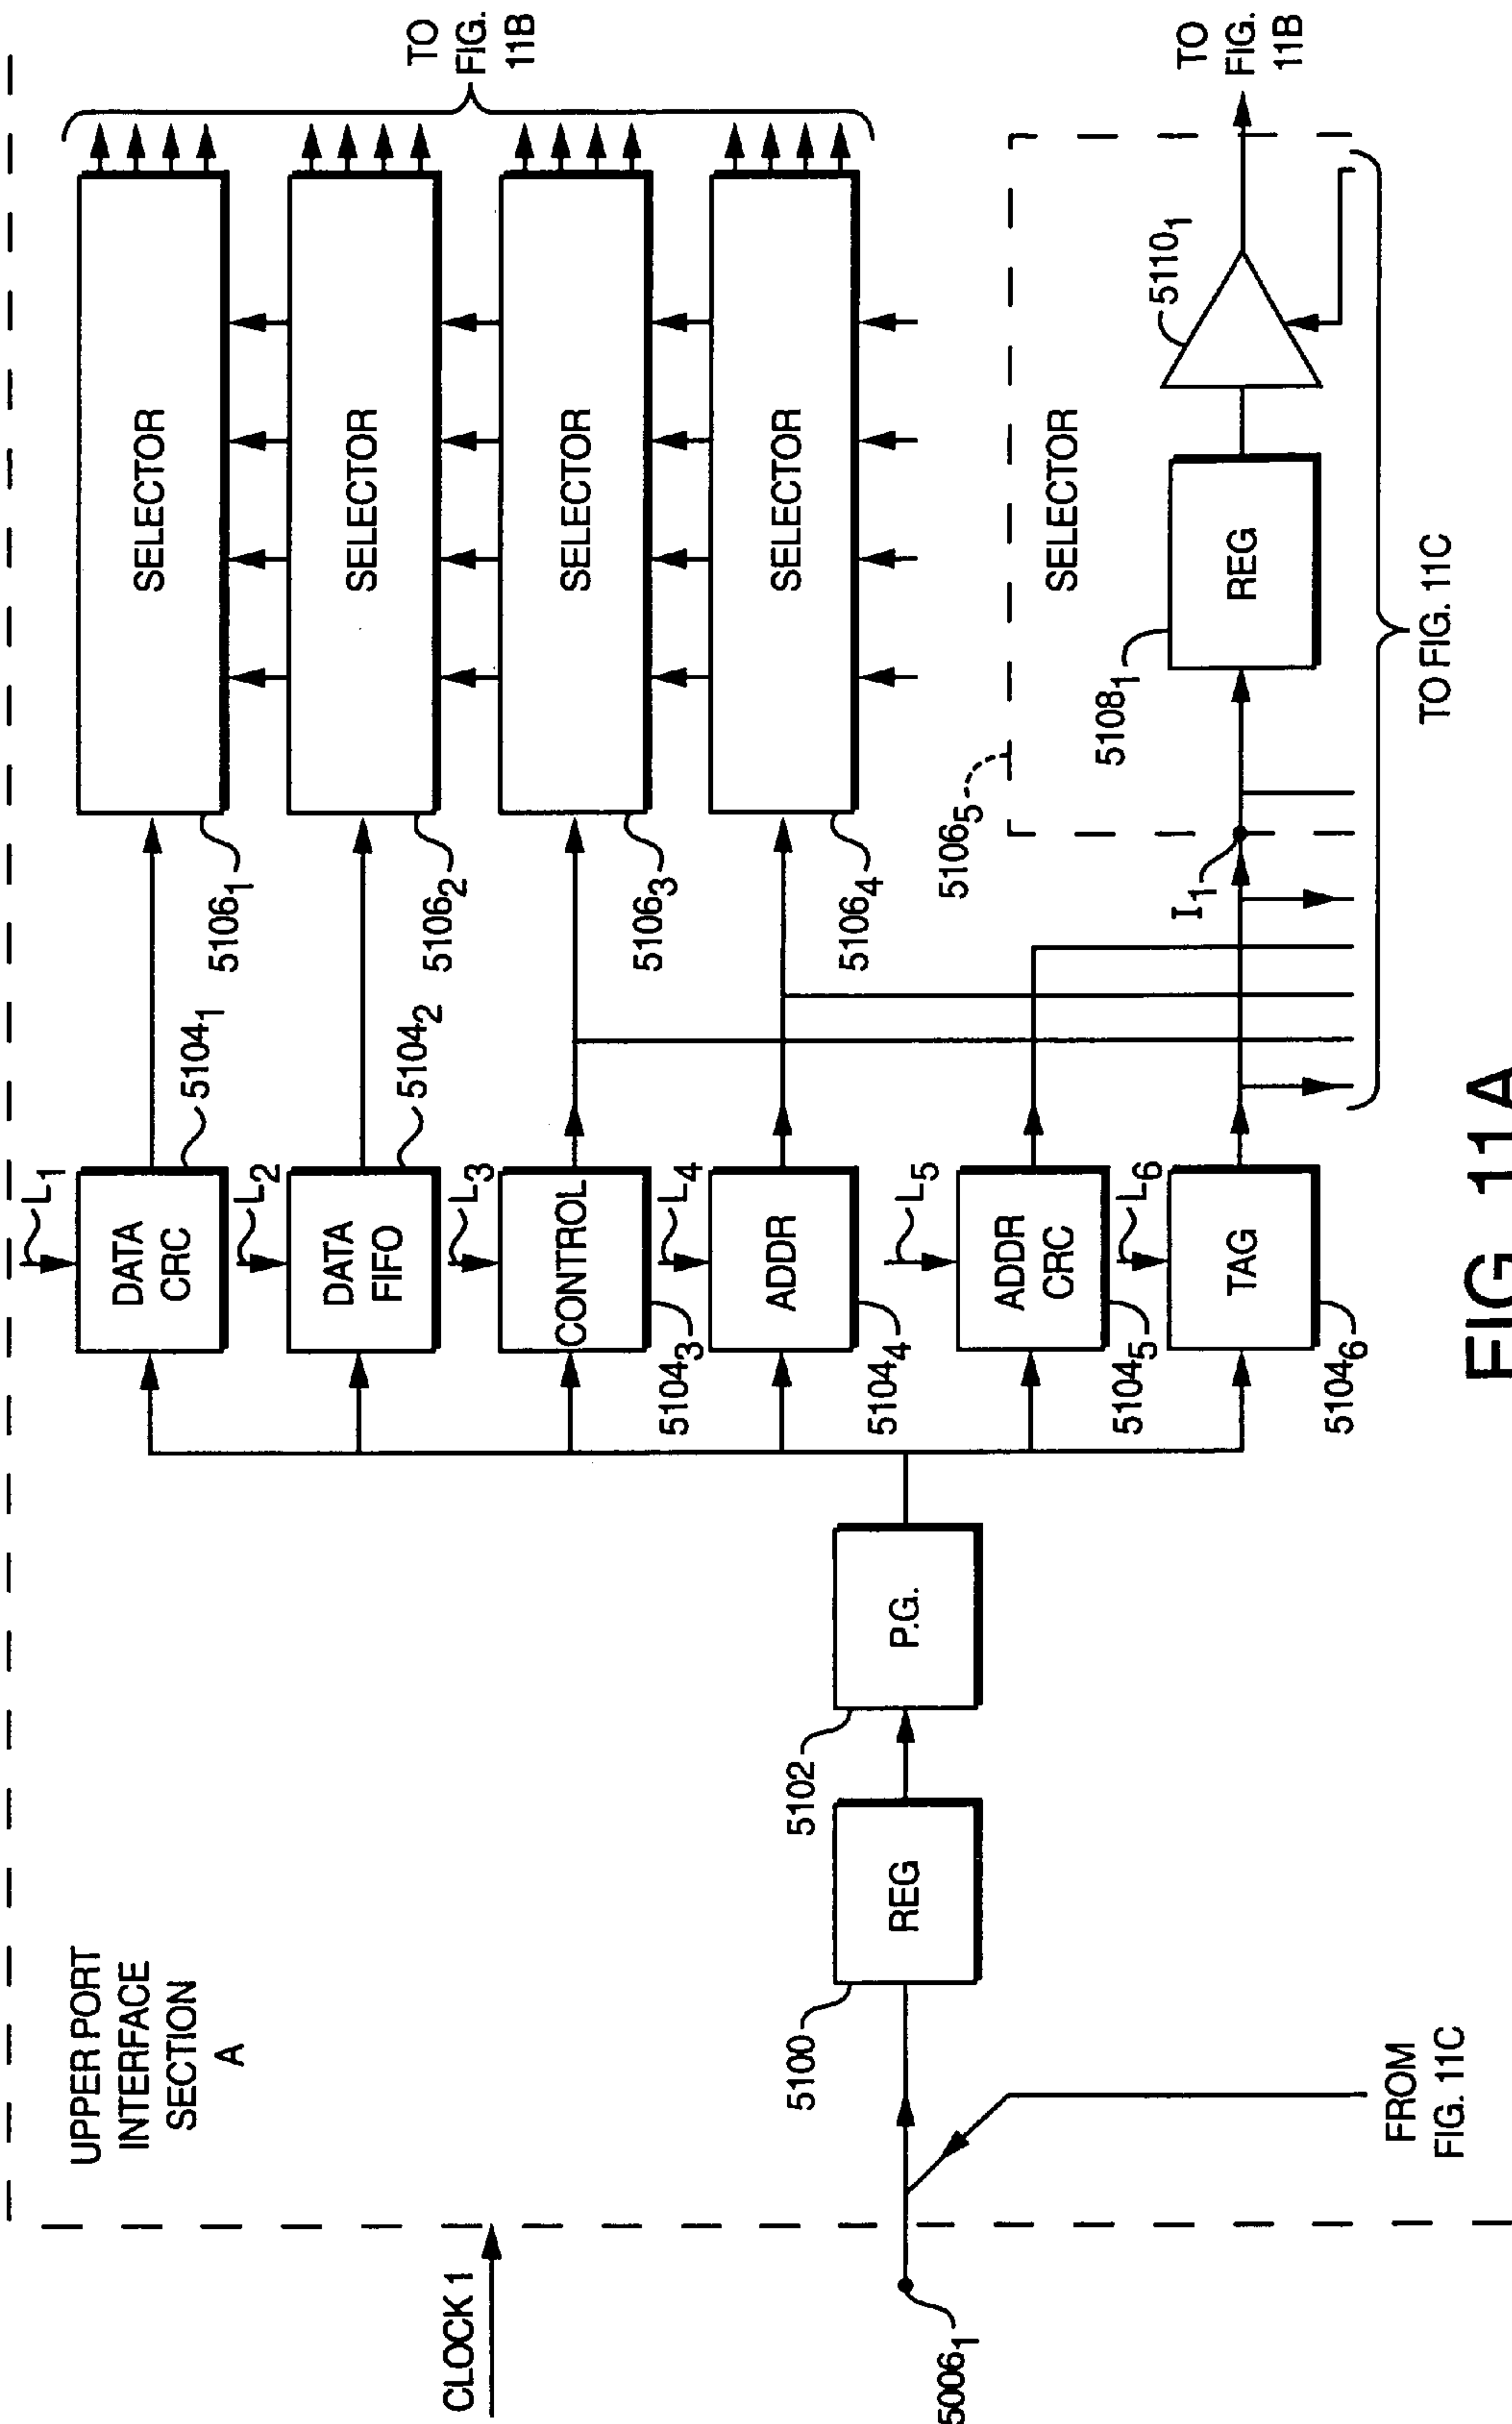 UPPER PORT
INTERFACE
SECTION
A
CLOCK 1
5006₁
FROM
FIG. 11C
5100
REG
5102
P.G.
L₁
DATA
CRC
5104₁
L₂
DATA
FIFO
5104₂
L₃
CONTROL
5104₃
L₄
ADDR
5104₄
L₅
ADDR
CRC
5104₅
L₆
TAG
5104₆
SELECTOR
5106₁
SELECTOR
5106₂
SELECTOR
5106₃
SELECTOR
5106₄
TO
FIG.
11B
5106₅
SELECTOR
I₁
5108₁
REG
5110₁
TO
FIG.
11B
TO FIG. 11C
FIG. 11A